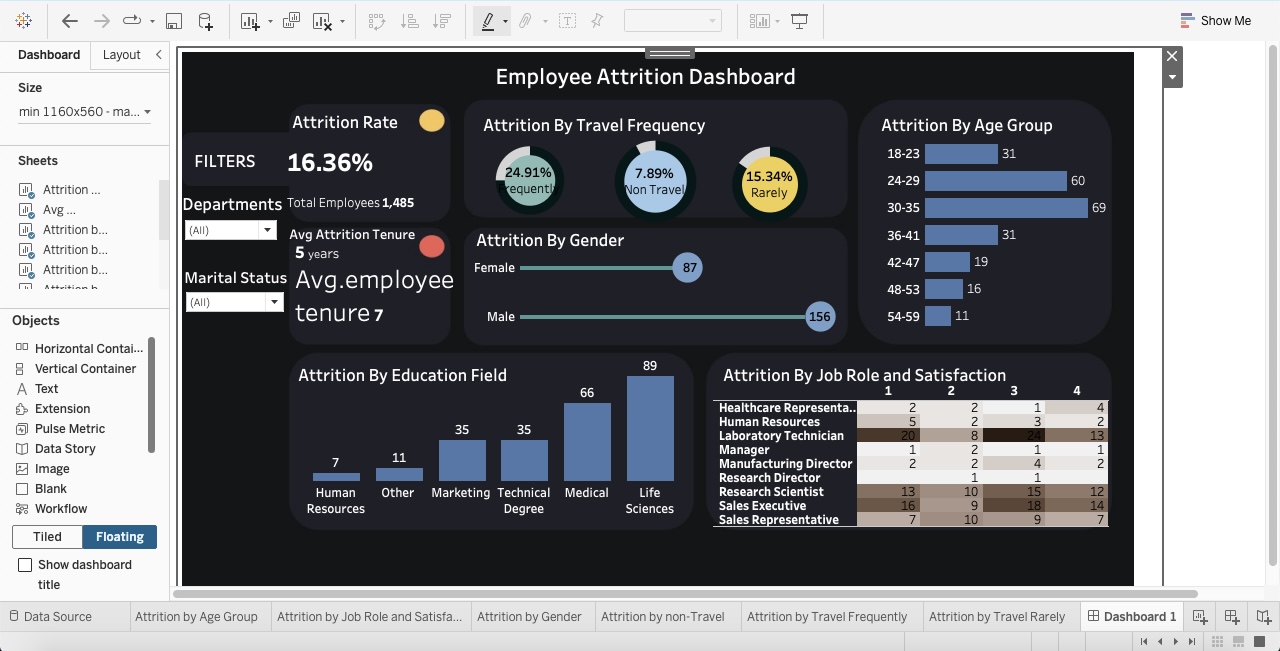 Show Me
Dashboard
Layout
Size
min 1160x560 - ma...
Sheets
Attrition ...
Avg ...
Attrition b...
Attrition b...
Attrition b...
Objects
Horizontal Contai...
Vertical Container
Text
Extension
Pulse Metric
Data Story
Image
Blank
Workflow
Tiled
Floating
Show dashboard
title
Employee Attrition Dashboard
FILTERS
Departments
(All)
Marital Status
(All)
Attrition Rate
16.36%
Total Employees 1,485
Avg Attrition Tenure
5 years
Avg.employee
tenure 7
Attrition By Travel Frequency
24.91%
Frequently
7.89%
Non Travel
15.34%
Rarely
Attrition By Gender
Female 87
Male 156
Attrition By Age Group
18-23 31
24-29 60
30-35 69
36-41 31
42-47 19
48-53 16
54-59 11
Attrition By Education Field
7 11 35 35 66 89
Human
Resources
Other
Marketing
Technical
Degree
Medical
Life
Sciences
Attrition By Job Role and Satisfaction
1 2 3 4
Healthcare Representa.. 2 2 1 4
Human Resources 5 2 3 2
Laboratory Technician 20 8 24 13
Manager 1 2 1 1
Manufacturing Director 2 2 4 2
Research Director 1 1
Research Scientist 13 10 15 12
Sales Executive 16 9 18 14
Sales Representative 7 10 9 7
Data Source
Attrition by Age Group
Attrition by Job Role and Satisfa...
Attrition by Gender
Attrition by non-Travel
Attrition by Travel Frequently
Attrition by Travel Rarely
Dashboard 1